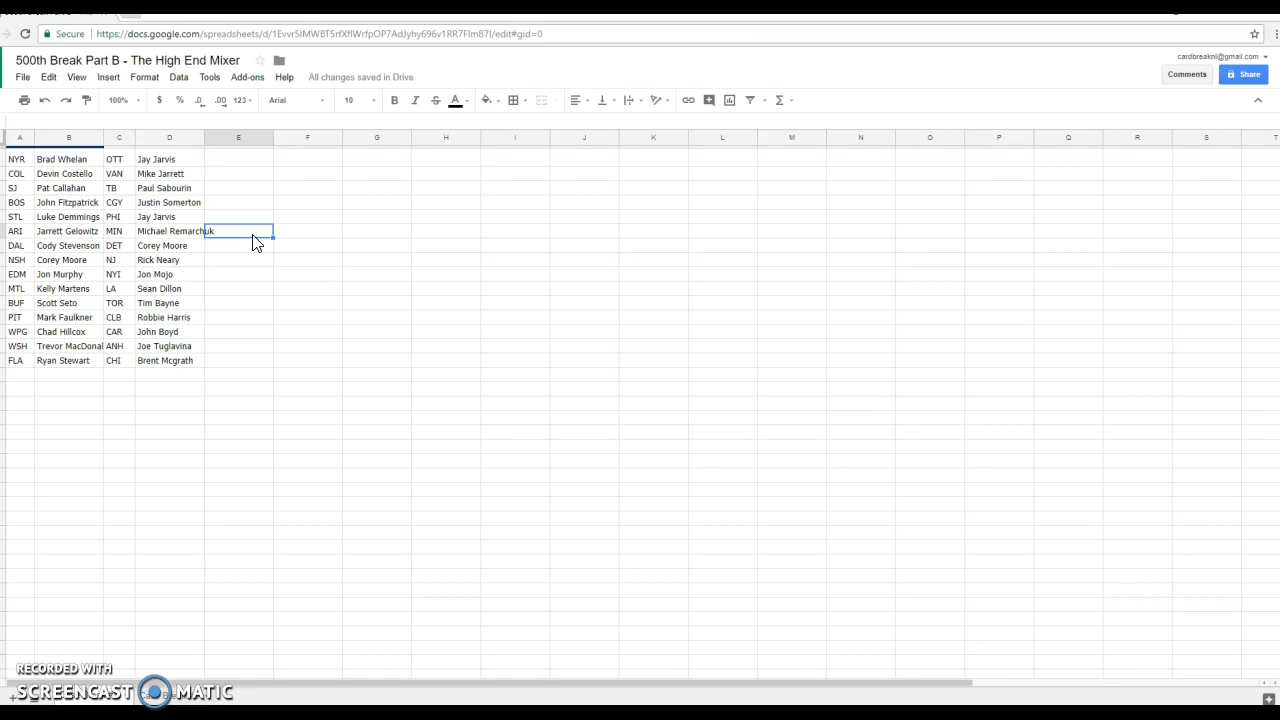 Secure https://docs.google.com/spreadsheets/d/1Evvr5lMWBT5rfXflWrfpOP7AdJyhy696v1RR7Flm87I/edit#gid=0
500th Break Part B - The High End Mixer
cardbreaknl@gmail.com
File Edit View Insert Format Data Tools Add-ons Help All changes saved in Drive
Comments Share
100% $ % .0 .00 123 Arial 10 B I S A Σ
A B C D E F G H I J K L M N O P Q R S T
NYR Brad Whelan OTT Jay Jarvis
COL Devin Costello VAN Mike Jarrett
SJ Pat Callahan TB Paul Sabourin
BOS John Fitzpatrick CGY Justin Somerton
STL Luke Demmings PHI Jay Jarvis
ARI Jarrett Gelowitz MIN Michael Remarchuk
DAL Cody Stevenson DET Corey Moore
NSH Corey Moore NJ Rick Neary
EDM Jon Murphy NYI Jon Mojo
MTL Kelly Martens LA Sean Dillon
BUF Scott Seto TOR Tim Bayne
PIT Mark Faulkner CLB Robbie Harris
WPG Chad Hillcox CAR John Boyd
WSH Trevor MacDonal ANH Joe Tuglavina
FLA Ryan Stewart CHI Brent Mcgrath
RECORDED WITH
SCREENCAST MATIC